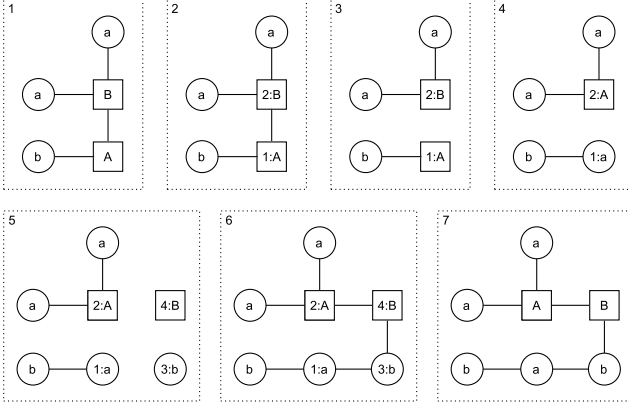 1 2 3 4
a a a a
a B a 2:B a 2:B a 2:A
b A b 1:A b 1:A b 1:a
5 6 7
a a a
a 2:A 4:B a 2:A 4:B a A B
b 1:a 3:b b 1:a 3:b b a b